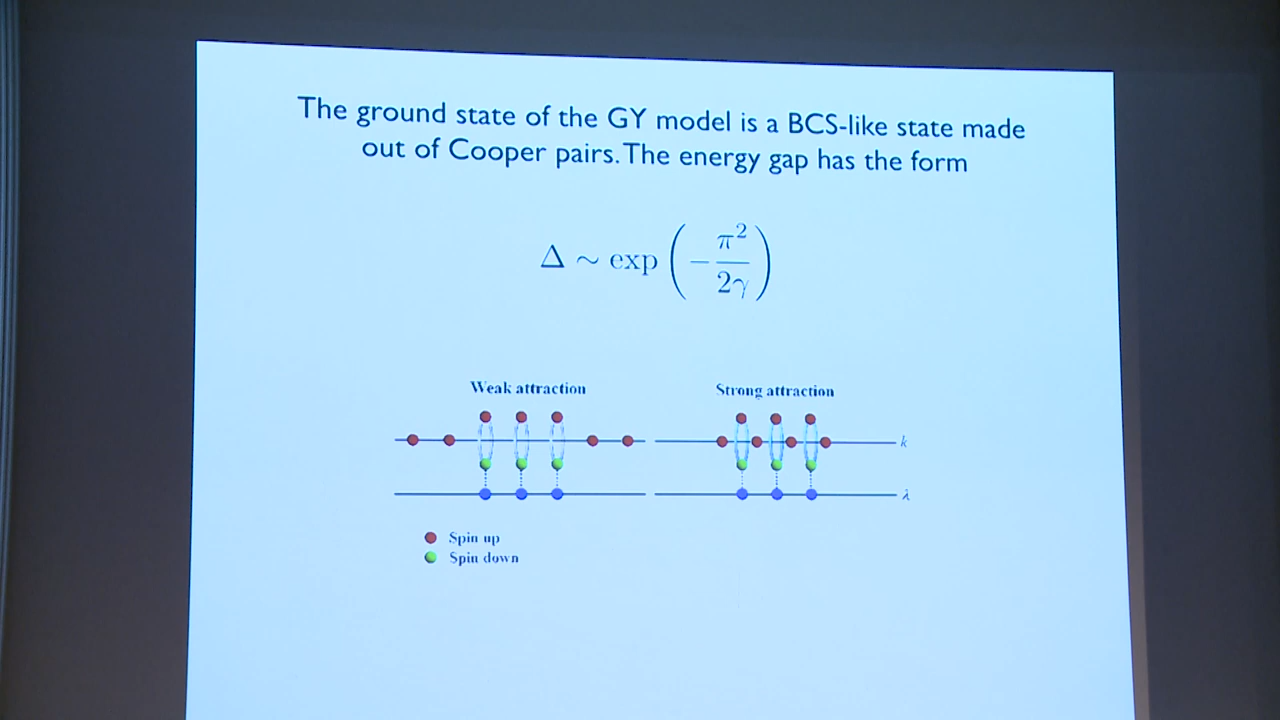 The ground state of the GY model is a BCS-like state made
out of Cooper pairs. The energy gap has the form
Δ ∼ exp(−π²/2γ)
Weak attraction
Strong attraction
k
λ
Spin up
Spin down